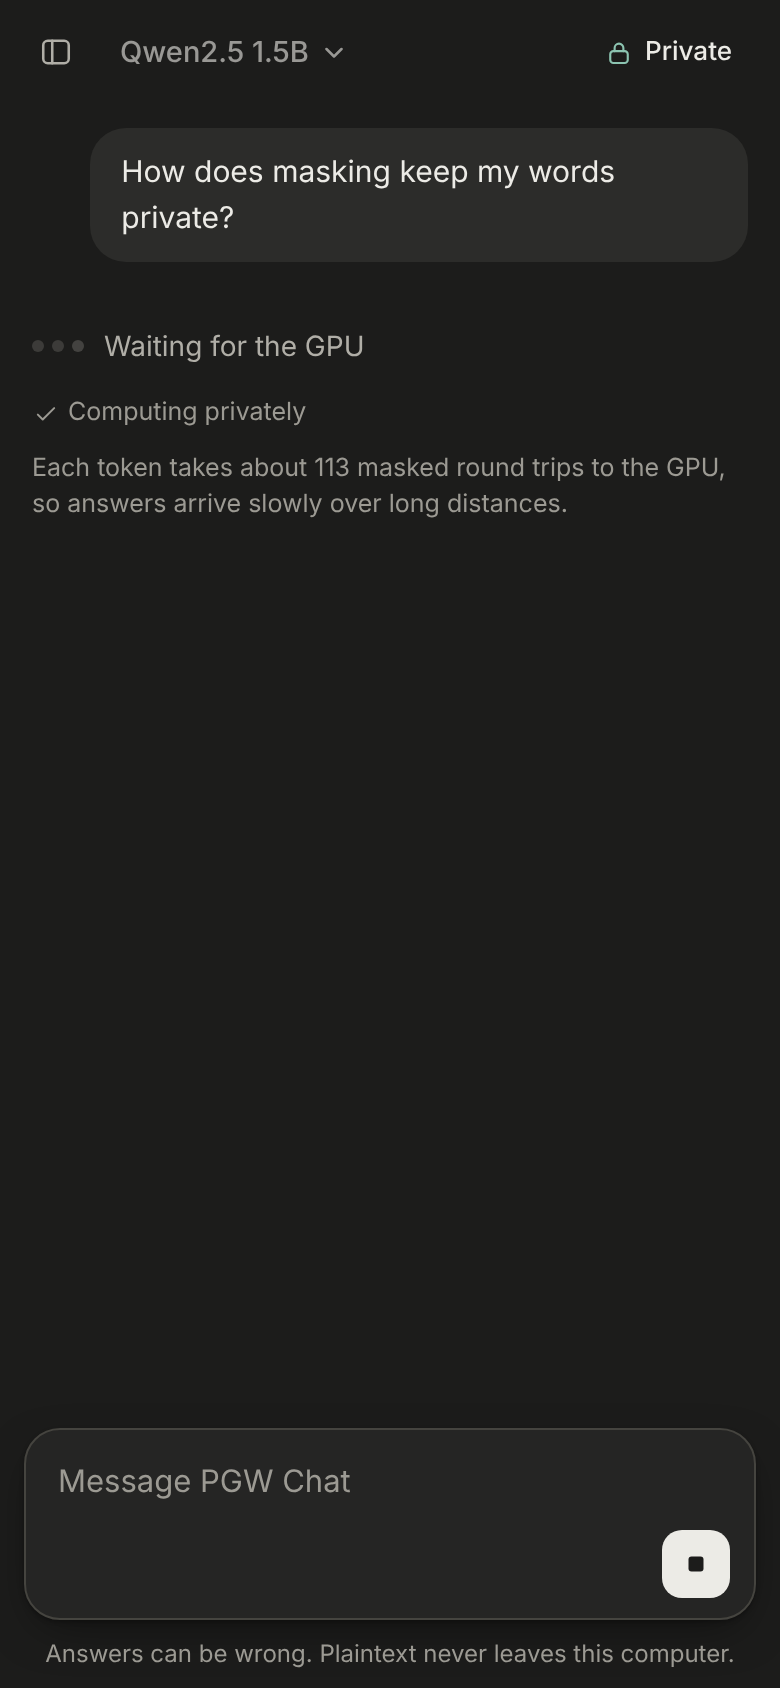 Qwen2.5 1.5B
Private
How does masking keep my words
private?
Waiting for the GPU
Computing privately
Each token takes about 113 masked round trips to the GPU,
so answers arrive slowly over long distances.
Message PGW Chat
Answers can be wrong. Plaintext never leaves this computer.